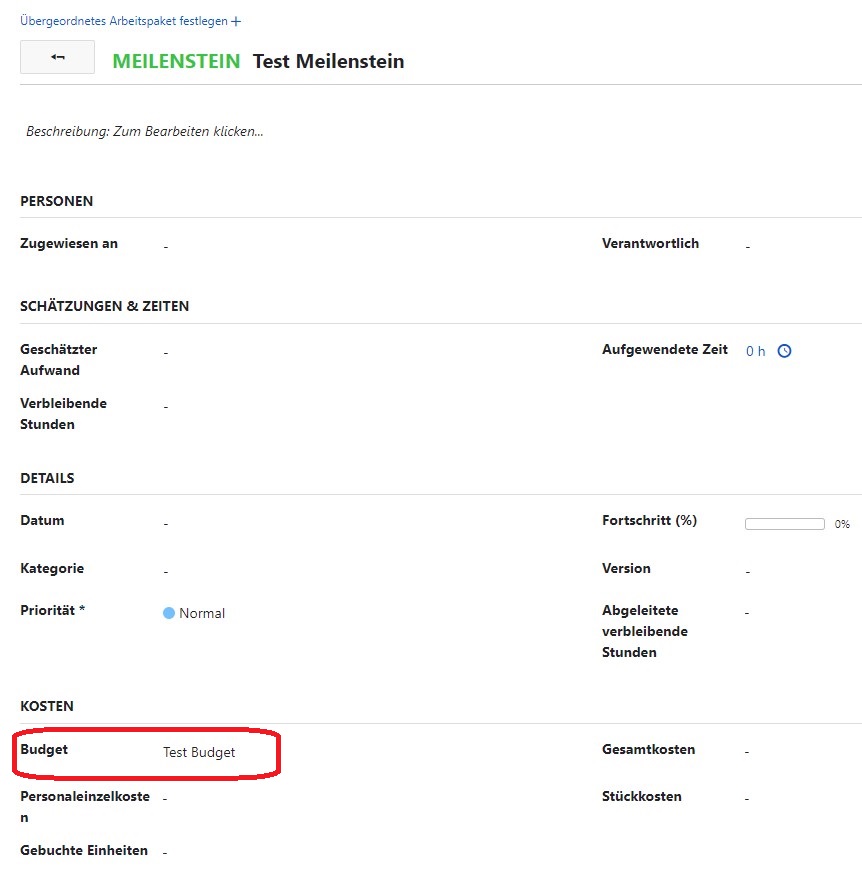 Übergeordnetes Arbeitspaket festlegen +
MEILENSTEIN Test Meilenstein
Beschreibung: Zum Bearbeiten klicken...
PERSONEN
Zugewiesen an -
Verantwortlich -
SCHÄTZUNGEN & ZEITEN
Geschätzter
Aufwand -
Aufgewendete Zeit 0 h
Verbleibende
Stunden -
DETAILS
Datum -
Fortschritt (%) 0%
Kategorie -
Version -
Priorität * Normal
Abgeleitete
verbleibende
Stunden -
KOSTEN
Budget Test Budget
Gesamtkosten -
Personaleinzelkoste
n -
Stückkosten -
Gebuchte Einheiten -